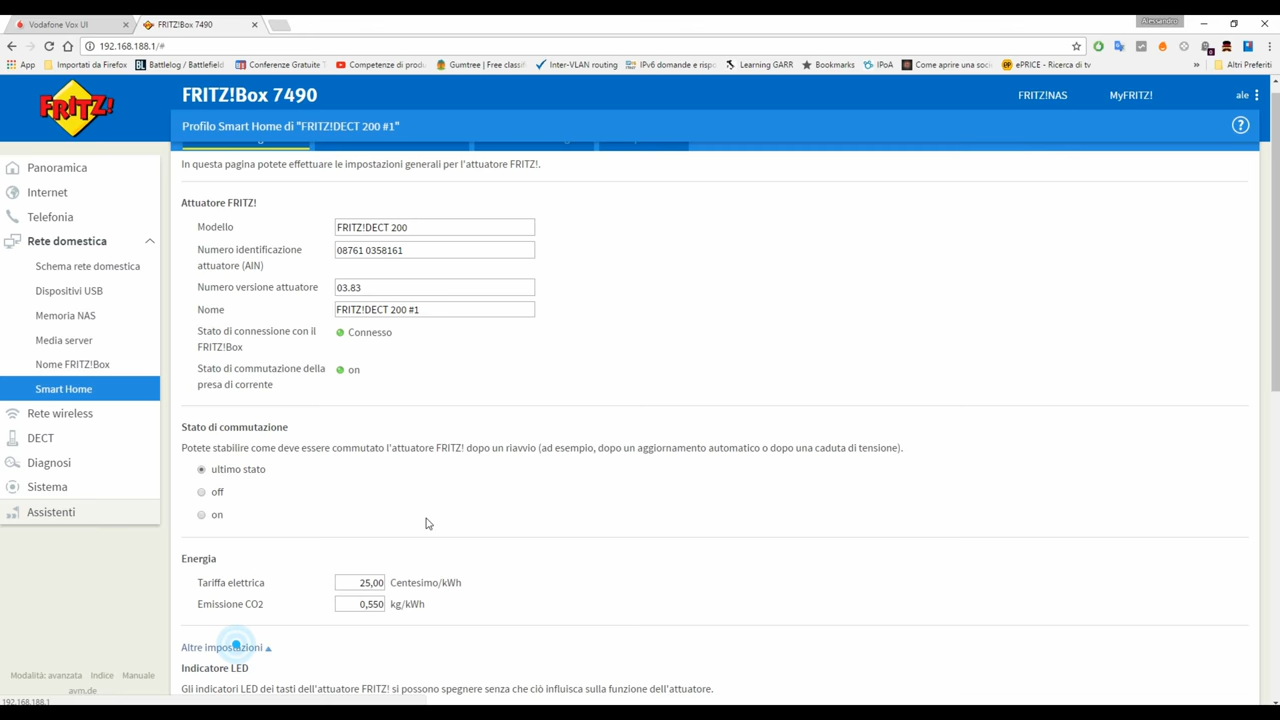 Vodafone Vox UI
FRITZ!Box 7490
Alessandro
192.168.188.1/#
App
Importati da Firefox
Battlelog / Battlefield
Conferenze Gratuite
Competenze di produ
Gumtree | Free classif
Inter-VLAN routing
IPv6 domande e rispo
Learning GARR
Bookmarks
IPoA
Come aprire una soci
ePRICE - Ricerca di tv
»
Altri Preferiti
FRITZ!
FRITZ!Box 7490
FRITZ!NAS
MyFRITZ!
ale
Profilo Smart Home di "FRITZ!DECT 200 #1"
?
Panoramica
Internet
Telefonia
Rete domestica
Schema rete domestica
Dispositivi USB
Memoria NAS
Media server
Nome FRITZ!Box
Smart Home
Rete wireless
DECT
Diagnosi
Sistema
Assistenti
Modalità: avanzata Indice Manuale
avm.de
192.168.188.1
In questa pagina potete effettuare le impostazioni generali per l'attuatore FRITZ!.
Attuatore FRITZ!
Modello FRITZ!DECT 200
Numero identificazione
attuatore (AIN)
08761 0358161
Numero versione attuatore 03.83
Nome FRITZ!DECT 200 #1
Stato di connessione con il
FRITZ!Box
Connesso
Stato di commutazione della
presa di corrente
on
Stato di commutazione
Potete stabilire come deve essere commutato l'attuatore FRITZ! dopo un riavvio (ad esempio, dopo un aggiornamento automatico o dopo una caduta di tensione).
ultimo stato
off
on
Energia
Tariffa elettrica 25,00 Centesimo/kWh
Emissione CO2 0,550 kg/kWh
Altre impostazioni
Indicatore LED
Gli indicatori LED dei tasti dell'attuatore FRITZ! si possono spegnere senza che ciò influisca sulla funzione dell'attuatore.